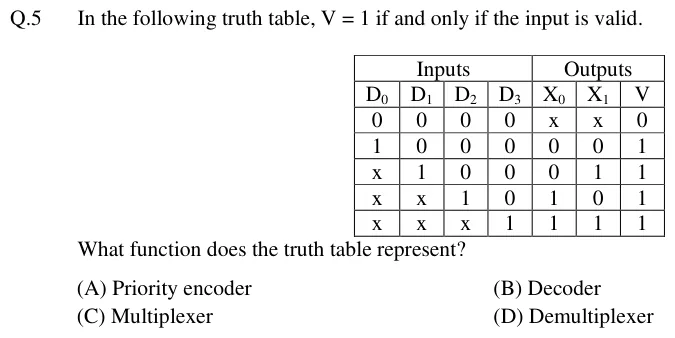 Q.5 In the following truth table, V = 1 if and only if the input is valid.
Inputs Outputs
D₀ D₁ D₂ D₃ X₀ X₁ V
0 0 0 0 x x 0
1 0 0 0 0 0 1
x 1 0 0 0 1 1
x x 1 0 1 0 1
x x x 1 1 1 1
What function does the truth table represent?
(A) Priority encoder (B) Decoder
(C) Multiplexer (D) Demultiplexer